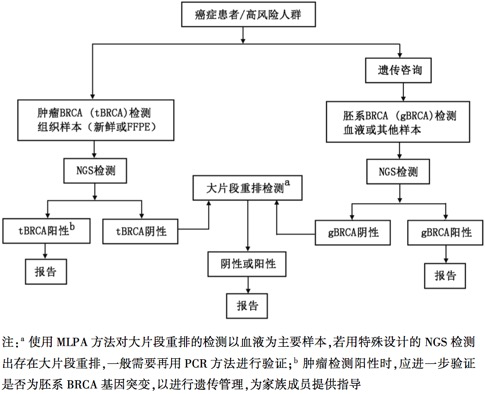 癌症患者/高风险人群
遗传咨询
肿瘤BRCA (tBRCA)检测
组织样本（新鲜或FFPE）
胚系BRCA (gBRCA)检测
血液或其他样本
NGS检测
NGS检测
大片段重排检测a
tBRCA阳性b
tBRCA阴性
gBRCA阴性
gBRCA阳性
报告
阴性或阳性
报告
报告
注：a 使用 MLPA 方法对大片段重排的检测以血液为主要样本，若用特殊设计的 NGS 检测
出存在大片段重排，一般需要再用 PCR 方法进行验证；b 肿瘤检测阳性时，应进一步验证
是否为胚系 BRCA 基因突变，以进行遗传管理，为家族成员提供指导